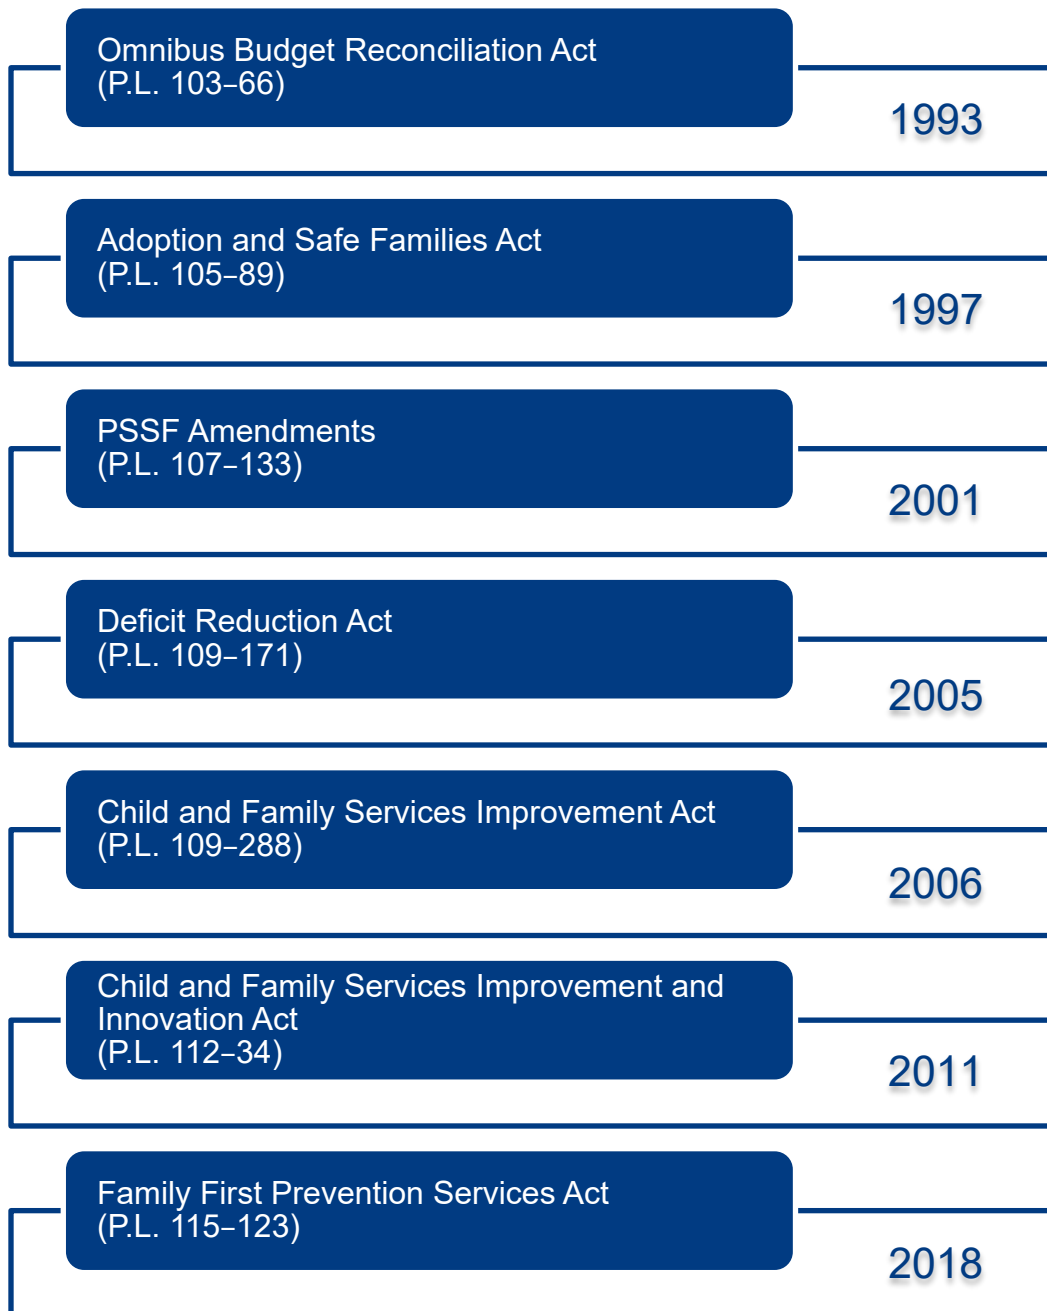 Omnibus Budget Reconciliation Act
(P.L. 103–66)
1993
Adoption and Safe Families Act
(P.L. 105–89)
1997
PSSF Amendments
(P.L. 107–133)
2001
Deficit Reduction Act
(P.L. 109–171)
2005
Child and Family Services Improvement Act
(P.L. 109–288)
2006
Child and Family Services Improvement and
Innovation Act
(P.L. 112–34)
2011
Family First Prevention Services Act
(P.L. 115–123)
2018